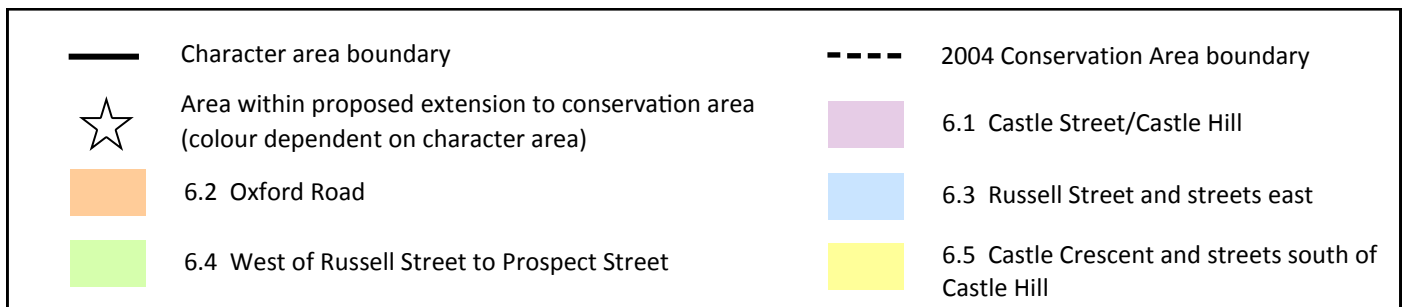 Character area boundary
2004 Conservation Area boundary
Area within proposed extension to conservation area
(colour dependent on character area)
6.1 Castle Street/Castle Hill
6.2 Oxford Road
6.3 Russell Street and streets east
6.4 West of Russell Street to Prospect Street
6.5 Castle Crescent and streets south of
Castle Hill